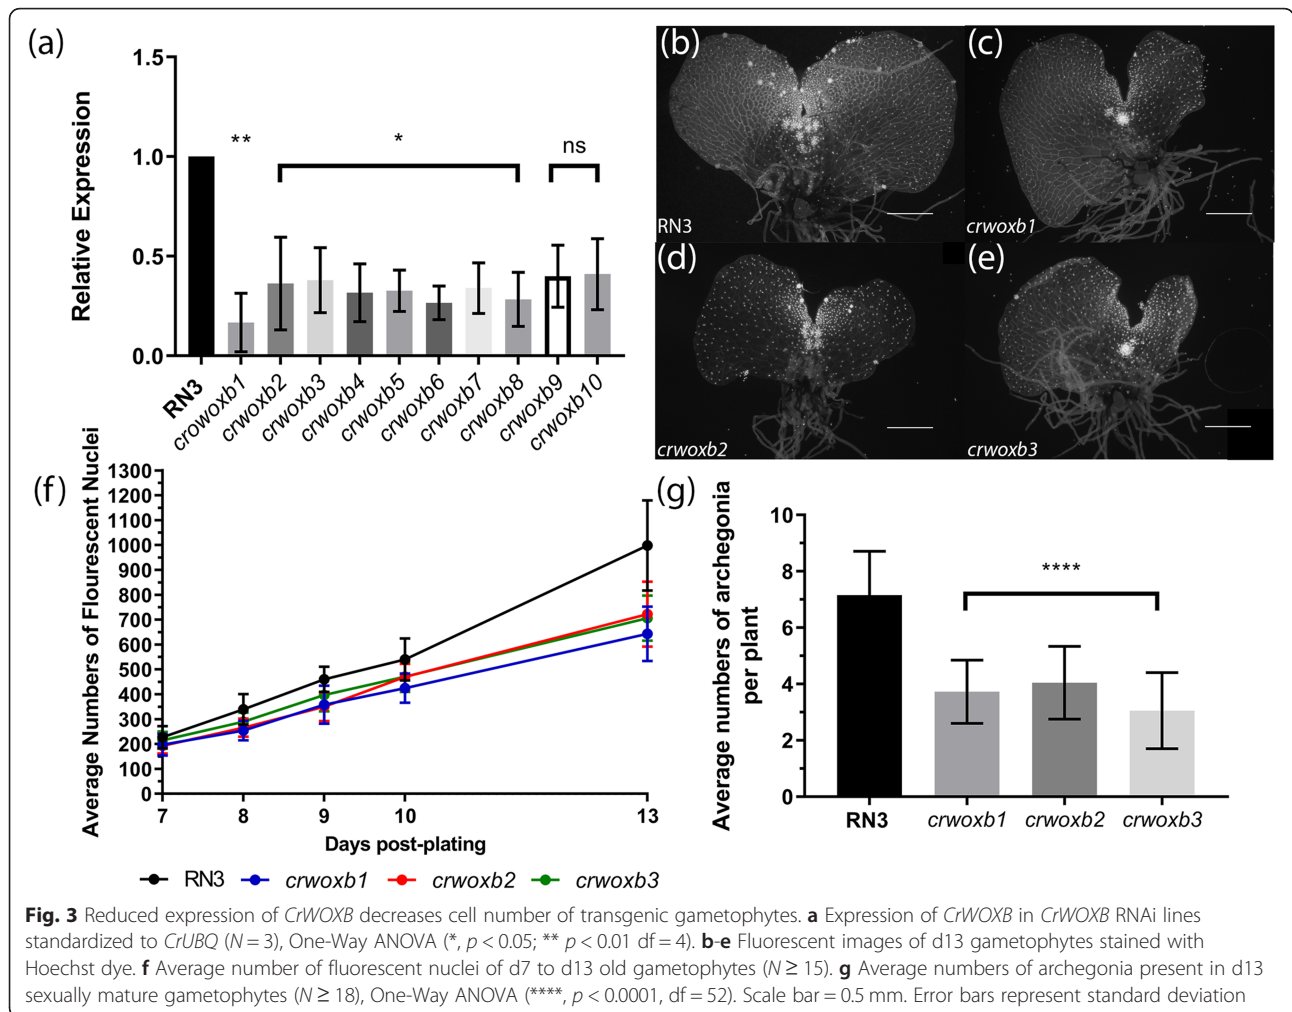 (a)
1.5
1.0
0.5
0.0
Relative Expression
**
*
ns
RN3
crowoxb1
crwoxb2
crwoxb3
crwoxb4
crwoxb5
crwoxb6
crwoxb7
crwoxb8
crwoxb9
crwoxb10
(b)
RN3
(c)
crwoxb1
(d)
crwoxb2
(e)
crwoxb3
(f)
Average Numbers of Flourescent Nuclei
1300
1200
1100
1000
900
800
700
600
500
400
300
200
100
0
7 8 9 10 13
Days post-plating
RN3 crwoxb1 crwoxb2 crwoxb3
(g)
Average numbers of archegonia
per plant
10
8
6
4
2
0
****
RN3 crwoxb1 crwoxb2 crwoxb3
Fig. 3 Reduced expression of CrWOXB decreases cell number of transgenic gametophytes. a Expression of CrWOXB in CrWOXB RNAi lines
standardized to CrUBQ (N = 3), One-Way ANOVA (*, p < 0.05; ** p < 0.01 df = 4). b-e Fluorescent images of d13 gametophytes stained with
Hoechst dye. f Average number of fluorescent nuclei of d7 to d13 old gametophytes (N ≥ 15). g Average numbers of archegonia present in d13
sexually mature gametophytes (N ≥ 18), One-Way ANOVA (****, p < 0.0001, df = 52). Scale bar = 0.5 mm. Error bars represent standard deviation